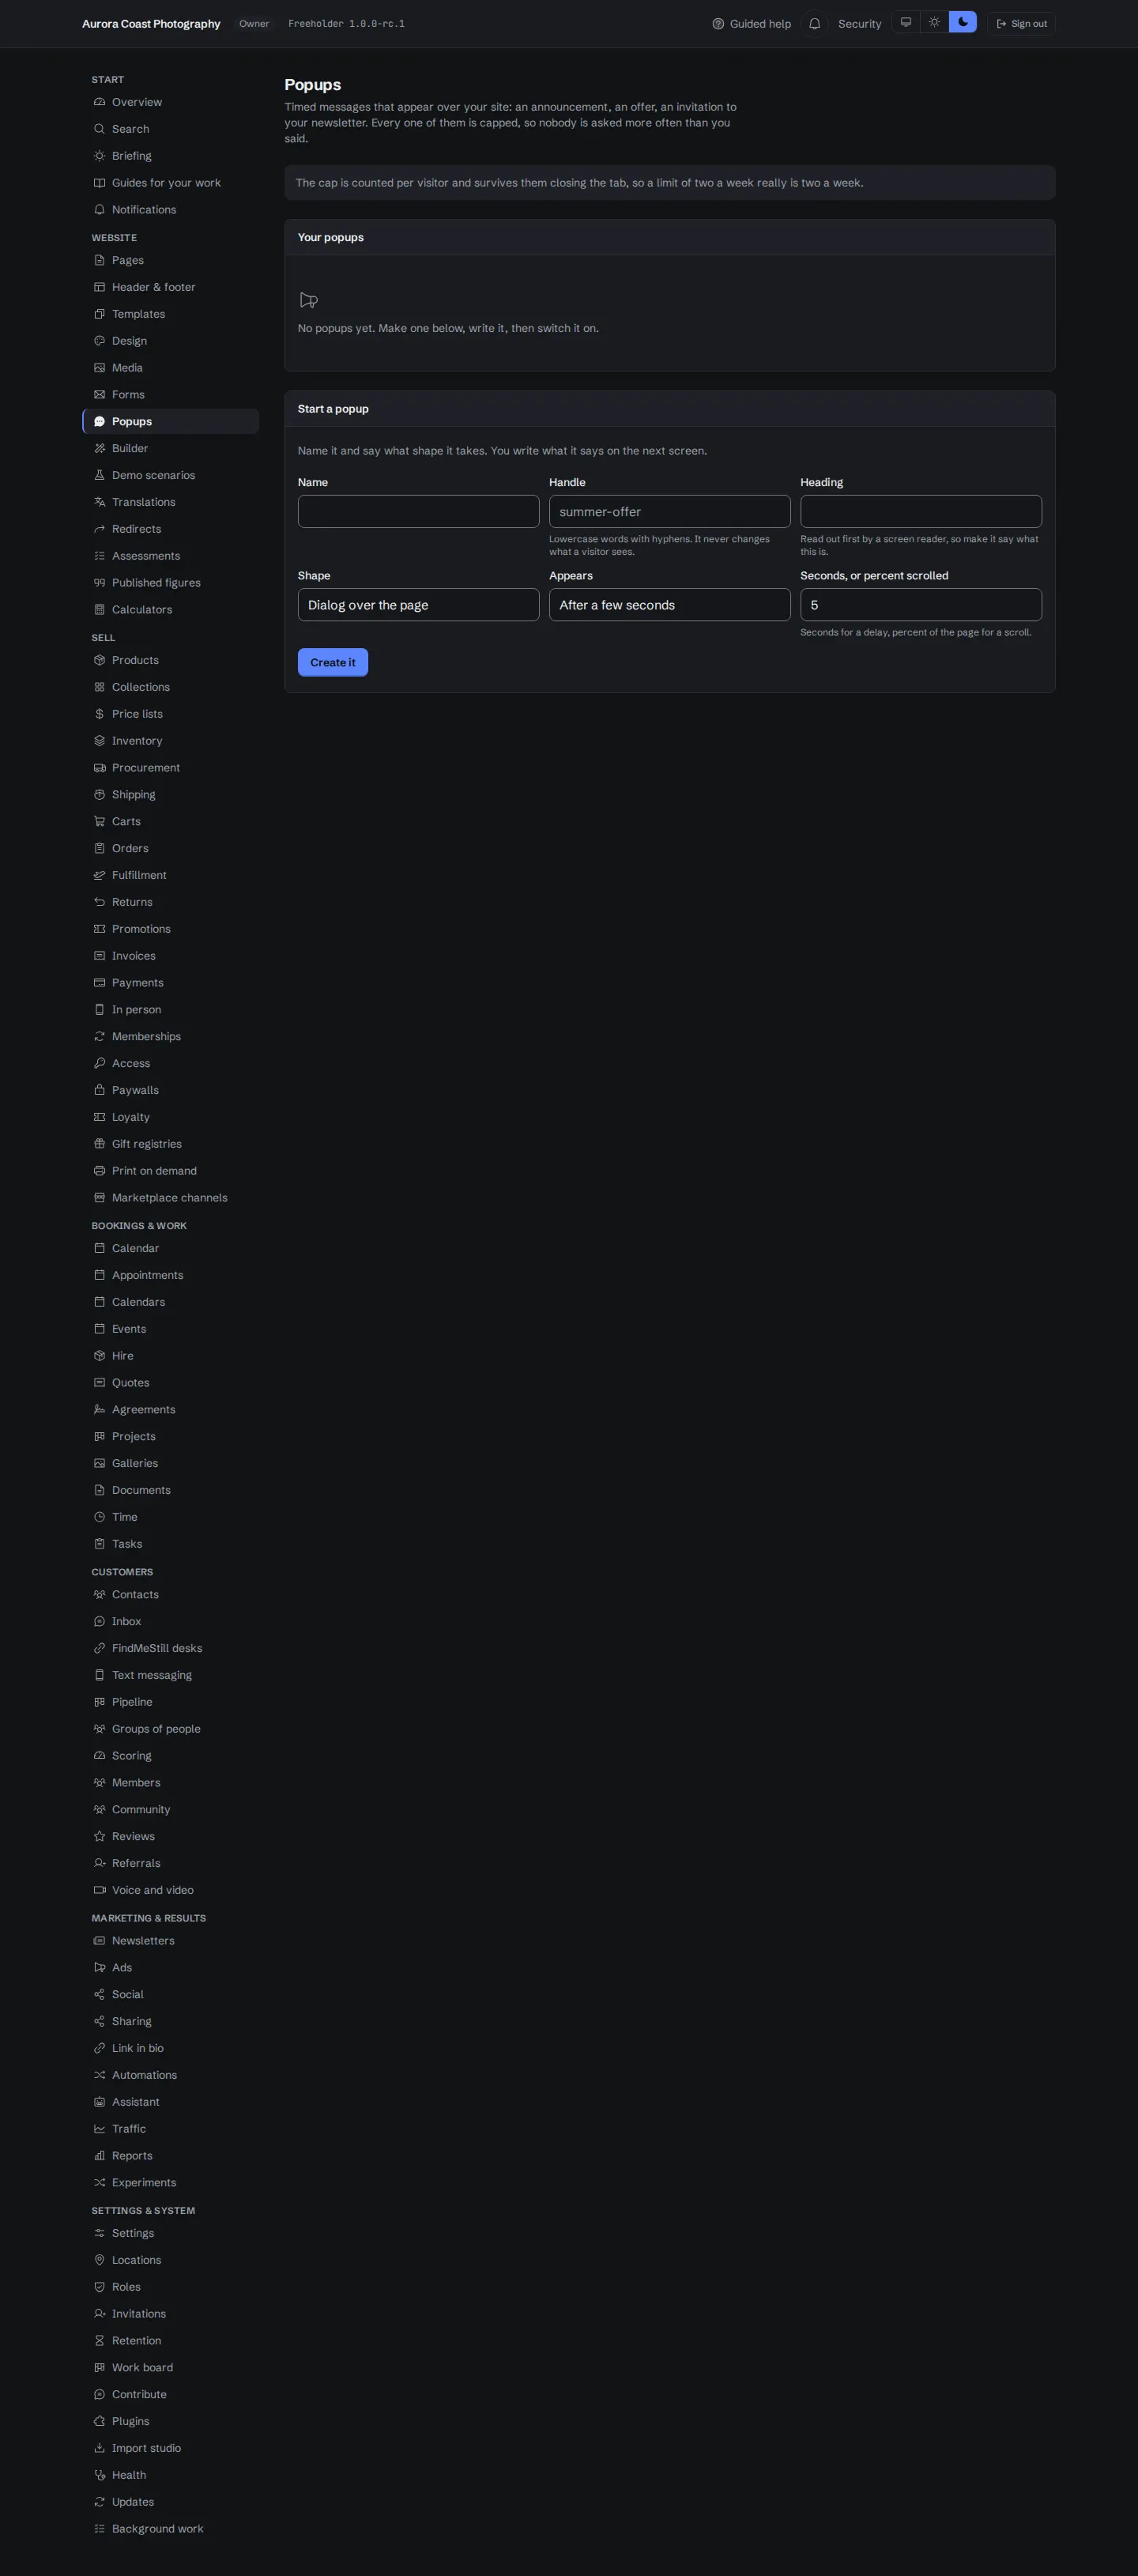 Aurora Coast Photography
Owner
Freeholder 1.0.0-rc.1
Guided help
Security
Sign out
START
Overview
Search
Briefing
Guides for your work
Notifications
WEBSITE
Pages
Header & footer
Templates
Design
Media
Forms
Popups
Builder
Demo scenarios
Translations
Redirects
Assessments
Published figures
Calculators
SELL
Products
Collections
Price lists
Inventory
Procurement
Shipping
Carts
Orders
Fulfillment
Returns
Promotions
Invoices
Payments
In person
Memberships
Access
Paywalls
Loyalty
Gift registries
Print on demand
Marketplace channels
BOOKINGS & WORK
Calendar
Appointments
Calendars
Events
Hire
Quotes
Agreements
Projects
Galleries
Documents
Time
Tasks
CUSTOMERS
Contacts
Inbox
FindMeStill desks
Text messaging
Pipeline
Groups of people
Scoring
Members
Community
Reviews
Referrals
Voice and video
MARKETING & RESULTS
Newsletters
Ads
Social
Sharing
Link in bio
Automations
Assistant
Traffic
Reports
Experiments
SETTINGS & SYSTEM
Settings
Locations
Roles
Invitations
Retention
Work board
Contribute
Plugins
Import studio
Health
Updates
Background work
Popups
Timed messages that appear over your site: an announcement, an offer, an invitation to
your newsletter. Every one of them is capped, so nobody is asked more often than you
said.
The cap is counted per visitor and survives them closing the tab, so a limit of two a week really is two a week.
Your popups
No popups yet. Make one below, write it, then switch it on.
Start a popup
Name it and say what shape it takes. You write what it says on the next screen.
Name
Handle
summer-offer
Lowercase words with hyphens. It never changes
what a visitor sees.
Heading
Read out first by a screen reader, so make it say what
this is.
Shape
Dialog over the page
Appears
After a few seconds
Seconds, or percent scrolled
5
Seconds for a delay, percent of the page for a scroll.
Create it